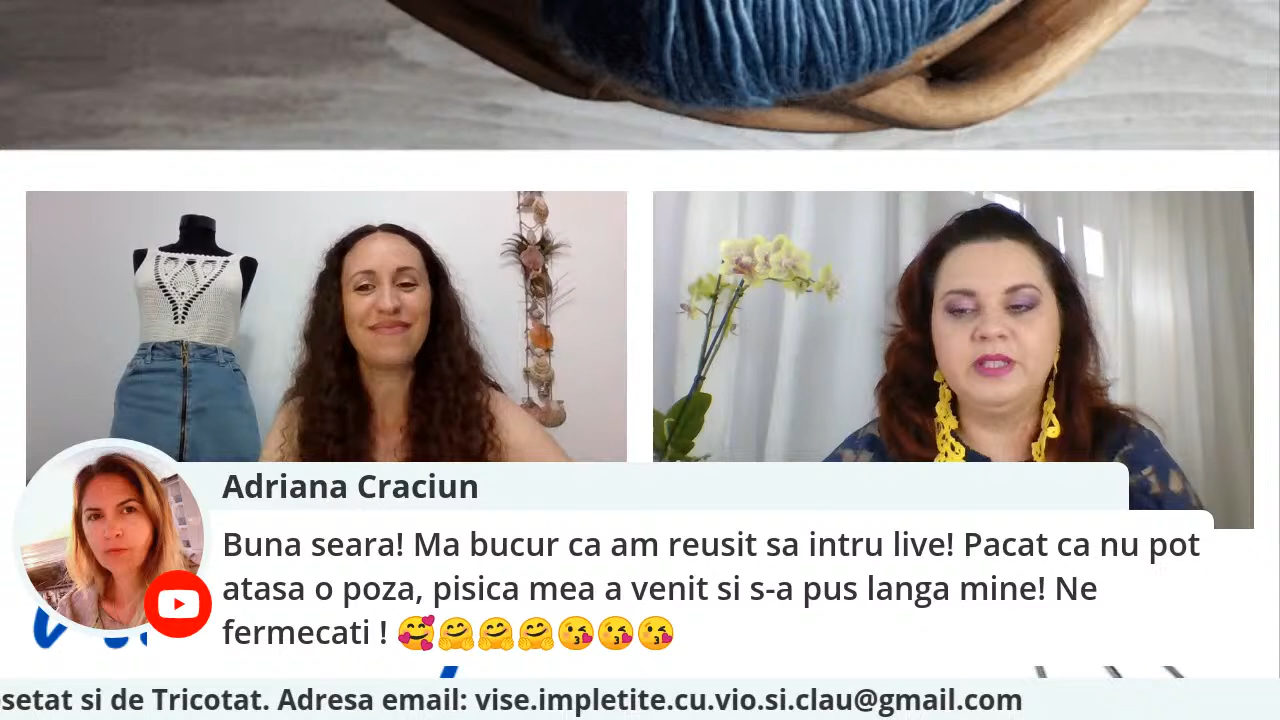 Adriana Craciun
Buna seara! Ma bucur ca am reusit sa intru live! Pacat ca nu pot
atasa o poza, pisica mea a venit si s-a pus langa mine! Ne
fermecati ! 🥰🤗🤗🤗😘😘😘
setat si de Tricotat. Adresa email: vise.impletite.cu.vio.si.clau@gmail.com